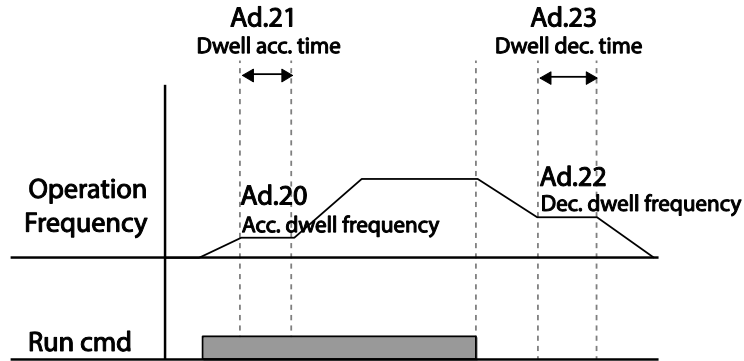 Ad.21
Dwell acc. time
Ad.23
Dwell dec. time
Operation
Frequency
Ad.20
Acc. dwell frequency
Ad.22
Dec. dwell frequency
Run cmd